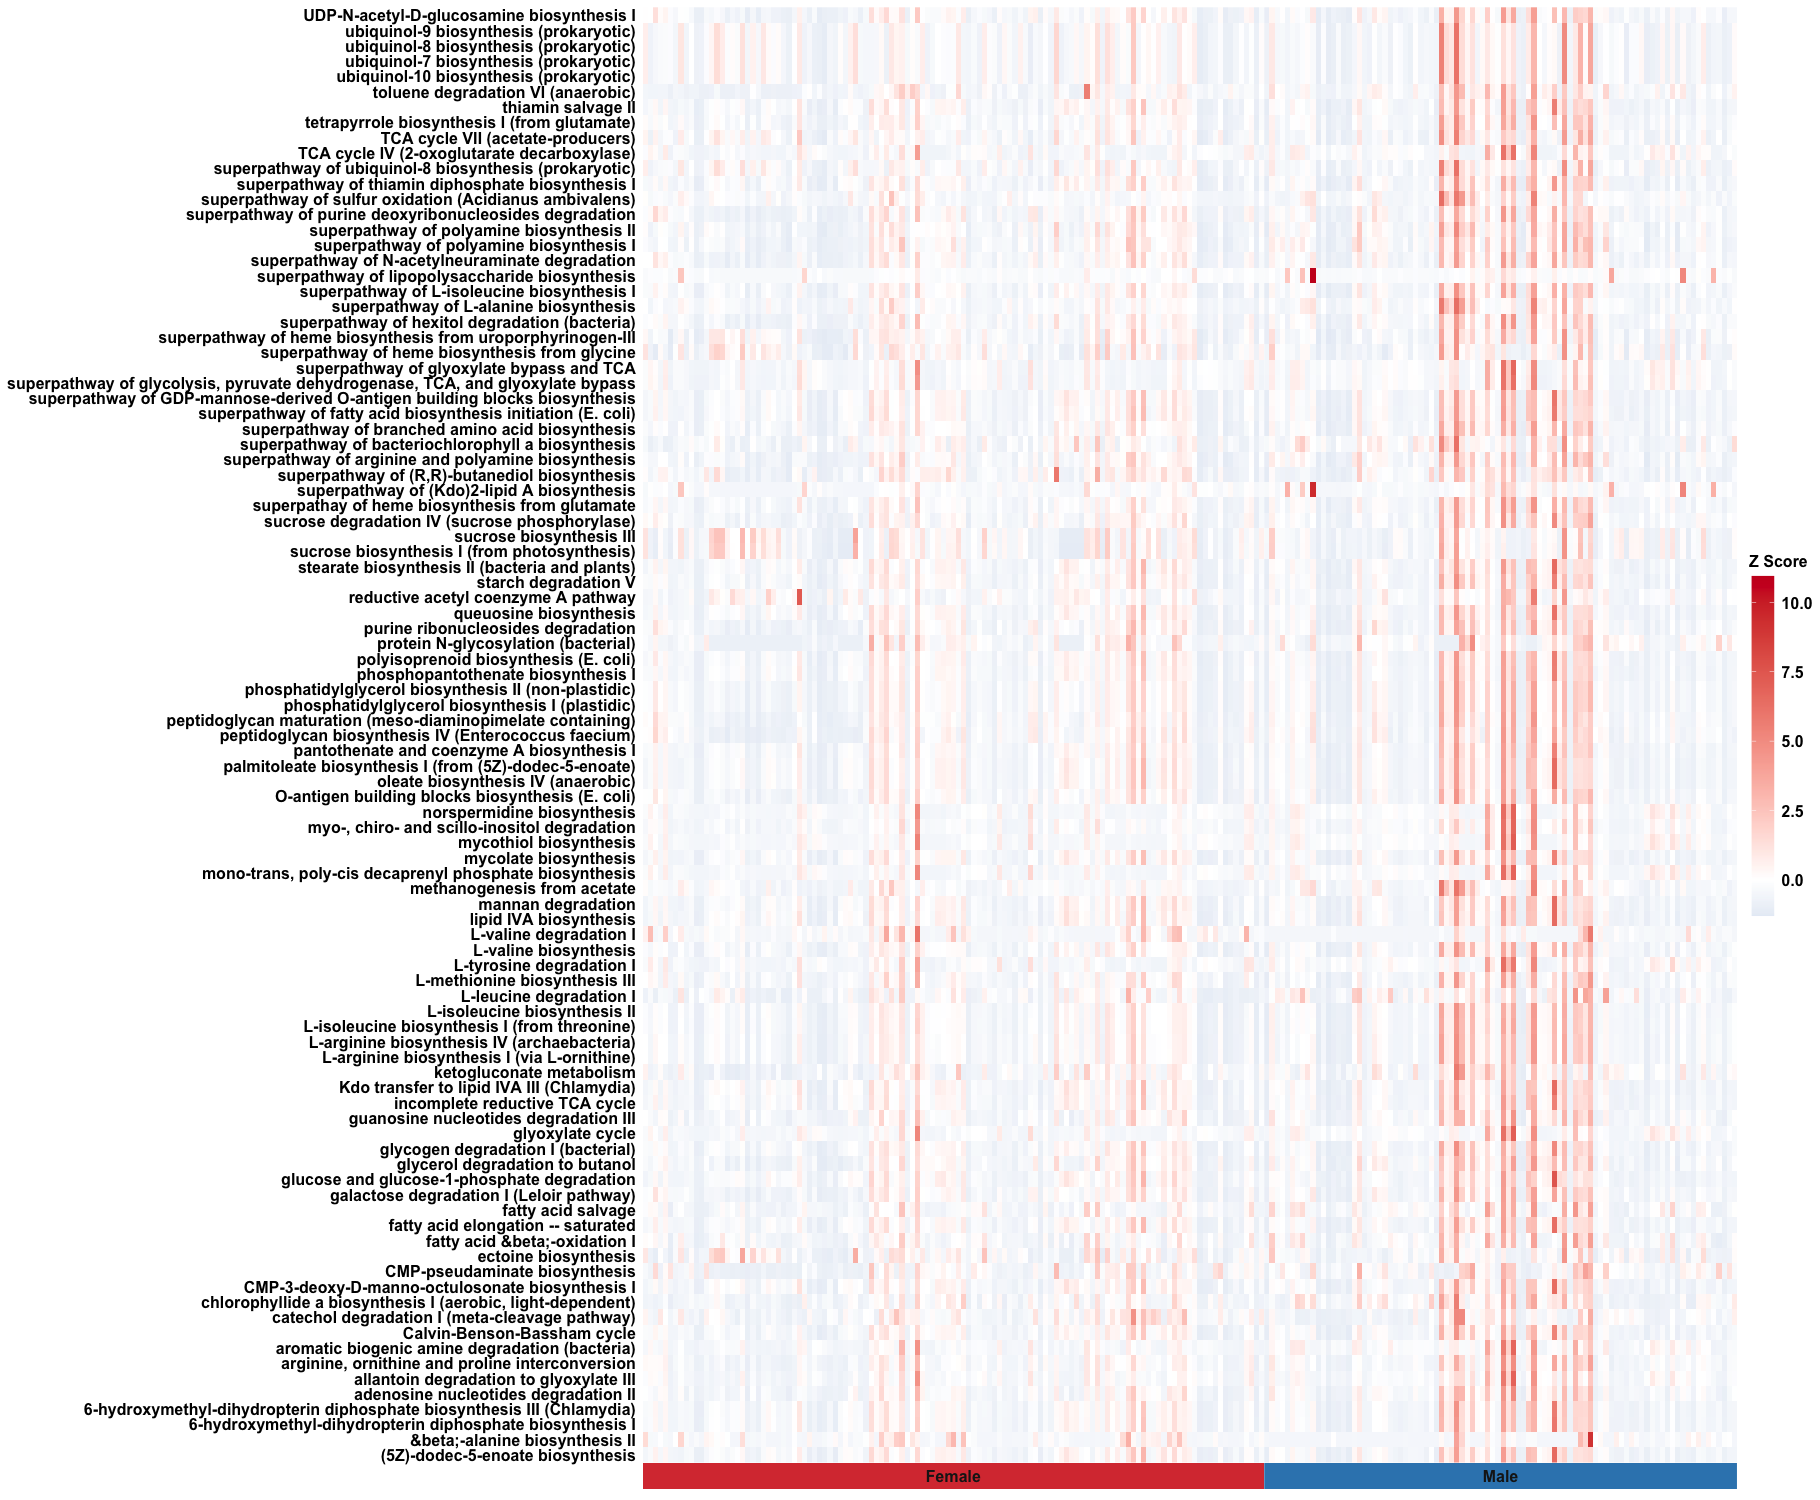 UDP-N-acetyl-D-glucosamine biosynthesis I
ubiquinol-9 biosynthesis (prokaryotic)
ubiquinol-8 biosynthesis (prokaryotic)
ubiquinol-7 biosynthesis (prokaryotic)
ubiquinol-10 biosynthesis (prokaryotic)
toluene degradation VI (anaerobic)
thiamin salvage II
tetrapyrrole biosynthesis I (from glutamate)
TCA cycle VII (acetate-producers)
TCA cycle IV (2-oxoglutarate decarboxylase)
superpathway of ubiquinol-8 biosynthesis (prokaryotic)
superpathway of thiamin diphosphate biosynthesis I
superpathway of sulfur oxidation (Acidianus ambivalens)
superpathway of purine deoxyribonucleosides degradation
superpathway of polyamine biosynthesis II
superpathway of polyamine biosynthesis I
superpathway of N-acetylneuraminate degradation
superpathway of lipopolysaccharide biosynthesis
superpathway of L-isoleucine biosynthesis I
superpathway of L-alanine biosynthesis
superpathway of hexitol degradation (bacteria)
superpathway of heme biosynthesis from uroporphyrinogen-III
superpathway of heme biosynthesis from glycine
superpathway of glyoxylate bypass and TCA
superpathway of glycolysis, pyruvate dehydrogenase, TCA, and glyoxylate bypass
superpathway of GDP-mannose-derived O-antigen building blocks biosynthesis
superpathway of fatty acid biosynthesis initiation (E. coli)
superpathway of branched amino acid biosynthesis
superpathway of bacteriochlorophyll a biosynthesis
superpathway of arginine and polyamine biosynthesis
superpathway of (R,R)-butanediol biosynthesis
superpathway of (Kdo)2-lipid A biosynthesis
superpathay of heme biosynthesis from glutamate
sucrose degradation IV (sucrose phosphorylase)
sucrose biosynthesis III
sucrose biosynthesis I (from photosynthesis)
stearate biosynthesis II (bacteria and plants)
starch degradation V
reductive acetyl coenzyme A pathway
queuosine biosynthesis
purine ribonucleosides degradation
protein N-glycosylation (bacterial)
polyisoprenoid biosynthesis (E. coli)
phosphopantothenate biosynthesis I
phosphatidylglycerol biosynthesis II (non-plastidic)
phosphatidylglycerol biosynthesis I (plastidic)
peptidoglycan maturation (meso-diaminopimelate containing)
peptidoglycan biosynthesis IV (Enterococcus faecium)
pantothenate and coenzyme A biosynthesis I
palmitoleate biosynthesis I (from (5Z)-dodec-5-enoate)
oleate biosynthesis IV (anaerobic)
O-antigen building blocks biosynthesis (E. coli)
norspermidine biosynthesis
myo-, chiro- and scillo-inositol degradation
mycothiol biosynthesis
mycolate biosynthesis
mono-trans, poly-cis decaprenyl phosphate biosynthesis
methanogenesis from acetate
mannan degradation
lipid IVA biosynthesis
L-valine degradation I
L-valine biosynthesis
L-tyrosine degradation I
L-methionine biosynthesis III
L-leucine degradation I
L-isoleucine biosynthesis II
L-isoleucine biosynthesis I (from threonine)
L-arginine biosynthesis IV (archaebacteria)
L-arginine biosynthesis I (via L-ornithine)
ketogluconate metabolism
Kdo transfer to lipid IVA III (Chlamydia)
incomplete reductive TCA cycle
guanosine nucleotides degradation III
glyoxylate cycle
glycogen degradation I (bacterial)
glycerol degradation to butanol
glucose and glucose-1-phosphate degradation
galactose degradation I (Leloir pathway)
fatty acid salvage
fatty acid elongation -- saturated
fatty acid &beta;-oxidation I
ectoine biosynthesis
CMP-pseudaminate biosynthesis
CMP-3-deoxy-D-manno-octulosonate biosynthesis I
chlorophyllide a biosynthesis I (aerobic, light-dependent)
catechol degradation I (meta-cleavage pathway)
Calvin-Benson-Bassham cycle
aromatic biogenic amine degradation (bacteria)
arginine, ornithine and proline interconversion
allantoin degradation to glyoxylate III
adenosine nucleotides degradation II
6-hydroxymethyl-dihydropterin diphosphate biosynthesis III (Chlamydia)
6-hydroxymethyl-dihydropterin diphosphate biosynthesis I
&beta;-alanine biosynthesis II
(5Z)-dodec-5-enoate biosynthesis
Female
Male
Z Score
10.0
7.5
5.0
2.5
0.0